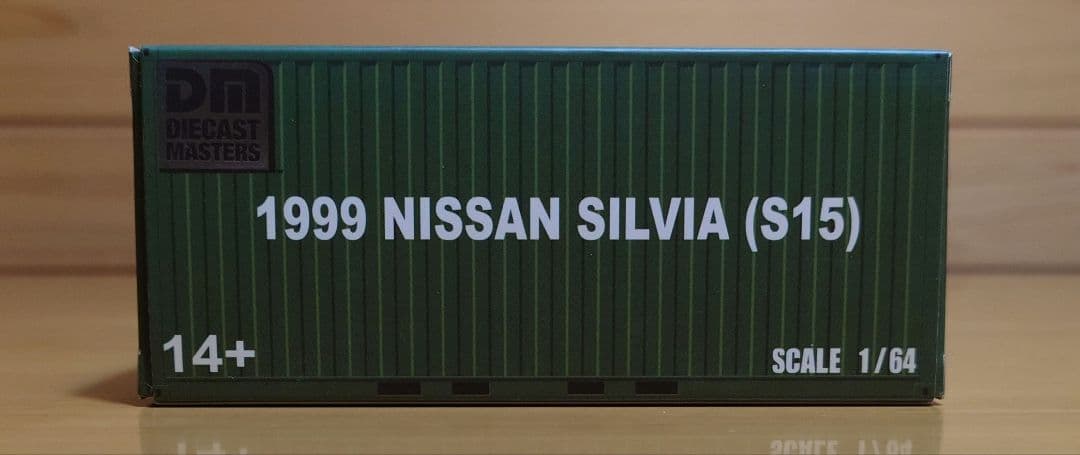 DM
DIECAST
MASTERS
1999 NISSAN SILVIA (S15)
14+
SCALE 1/64